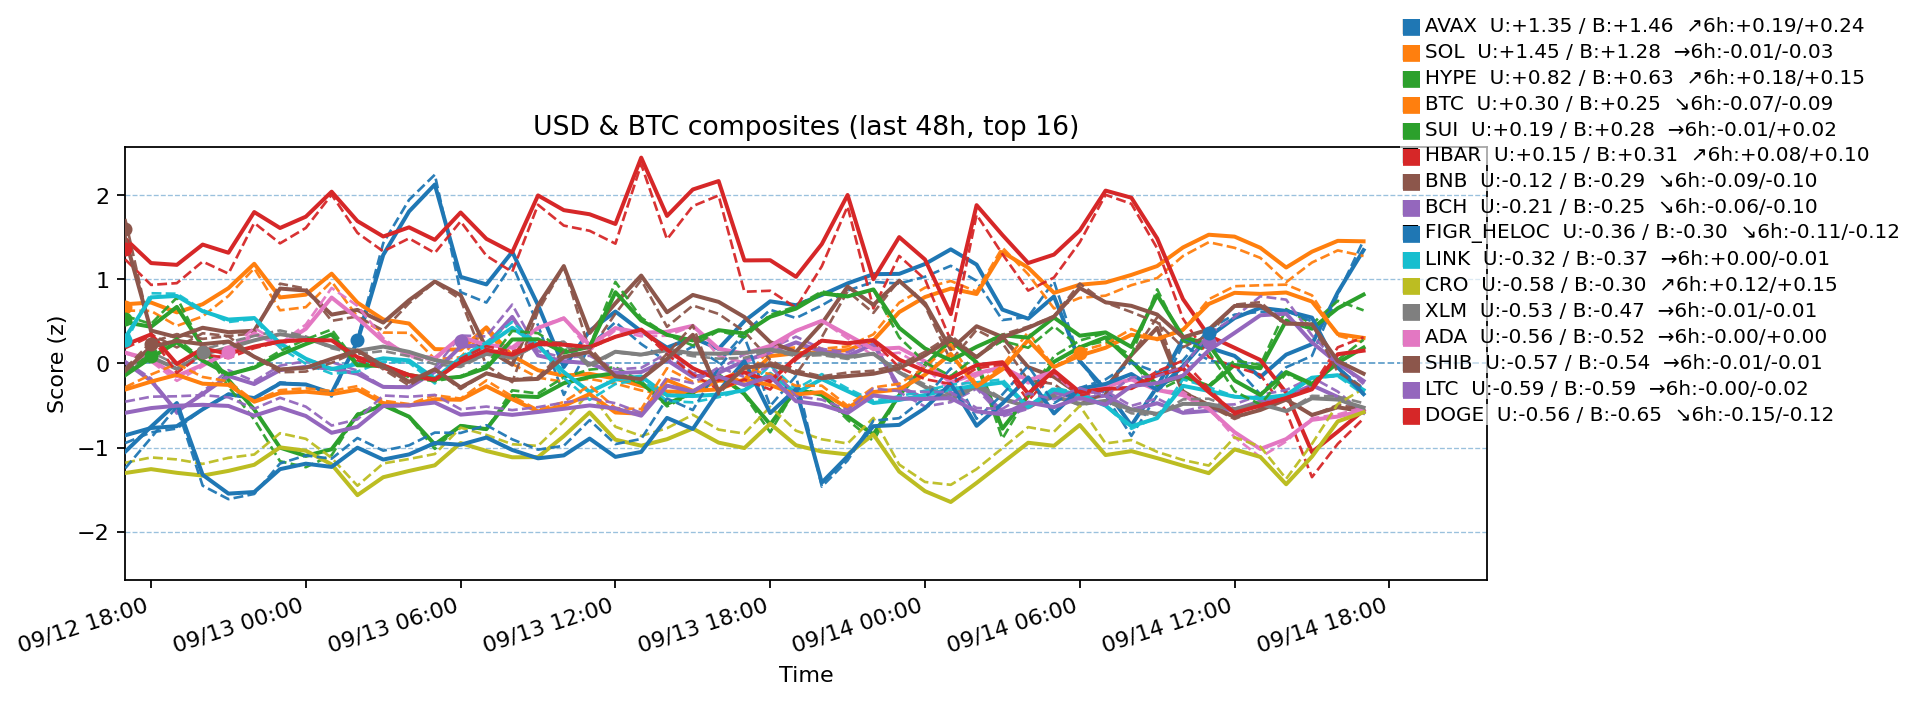 AVAX  U:+1.35 / B:+1.46  ↗6h:+0.19/+0.24
SOL  U:+1.45 / B:+1.28  →6h:-0.01/-0.03
HYPE  U:+0.82 / B:+0.63  ↗6h:+0.18/+0.15
BTC  U:+0.30 / B:+0.25  ↘6h:-0.07/-0.09
SUI  U:+0.19 / B:+0.28  →6h:-0.01/+0.02
HBAR  U:+0.15 / B:+0.31  ↗6h:+0.08/+0.10
BNB  U:-0.12 / B:-0.29  ↘6h:-0.09/-0.10
BCH  U:-0.21 / B:-0.25  ↘6h:-0.06/-0.10
FIGR_HELOC  U:-0.36 / B:-0.30  ↘6h:-0.11/-0.12
LINK  U:-0.32 / B:-0.37  →6h:+0.00/-0.01
CRO  U:-0.58 / B:-0.30  ↗6h:+0.12/+0.15
XLM  U:-0.53 / B:-0.47  →6h:-0.01/-0.01
ADA  U:-0.56 / B:-0.52  →6h:-0.00/+0.00
SHIB  U:-0.57 / B:-0.54  →6h:-0.01/-0.01
LTC  U:-0.59 / B:-0.59  →6h:-0.00/-0.02
DOGE  U:-0.56 / B:-0.65  ↘6h:-0.15/-0.12
USD & BTC composites (last 48h, top 16)
Score (z)
2
1
0
−1
−2
09/12 18:00
09/13 00:00
09/13 06:00
09/13 12:00
09/13 18:00
09/14 00:00
09/14 06:00
09/14 12:00
09/14 18:00
Time